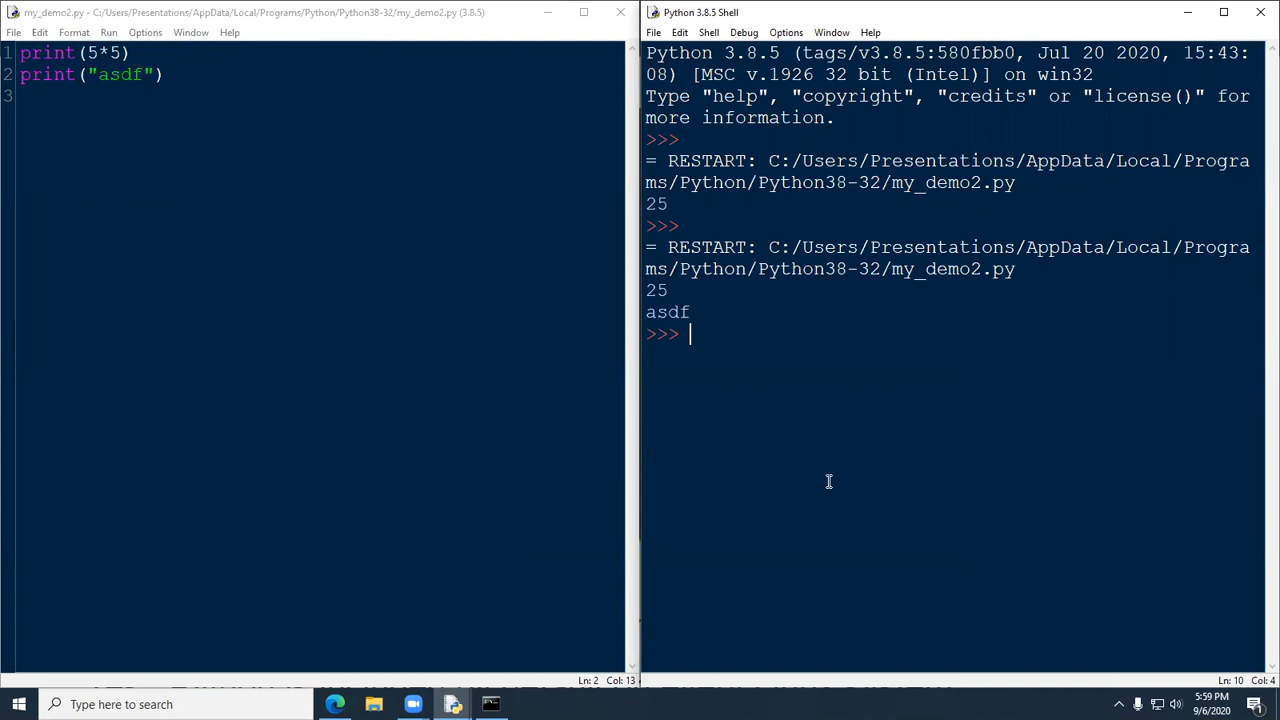 my_demo2.py - C:/Users/Presentations/AppData/Local/Programs/Python/Python38-32/my_demo2.py (3.8.5)
File Edit Format Run Options Window Help
1 print(5*5)
2 print("asdf")
3
Ln: 2 Col: 13
Python 3.8.5 Shell
File Edit Shell Debug Options Window Help
Python 3.8.5 (tags/v3.8.5:580fbb0, Jul 20 2020, 15:43:
08) [MSC v.1926 32 bit (Intel)] on win32
Type "help", "copyright", "credits" or "license()" for
more information.
>>>
= RESTART: C:/Users/Presentations/AppData/Local/Progra
ms/Python/Python38-32/my_demo2.py
25
>>>
= RESTART: C:/Users/Presentations/AppData/Local/Progra
ms/Python/Python38-32/my_demo2.py
25
asdf
>>>
Ln: 10 Col: 4
Type here to search
5:59 PM
9/6/2020
1